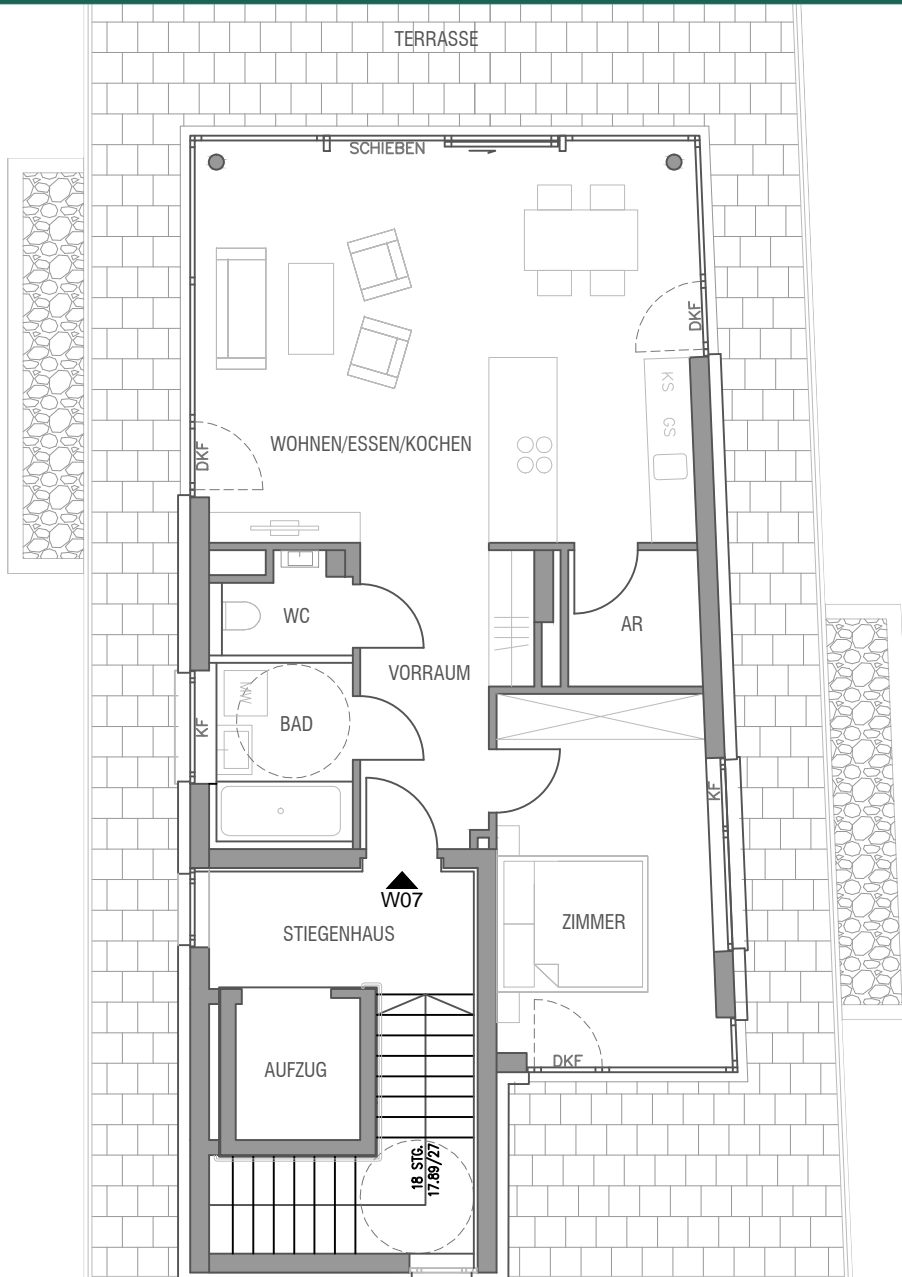 TERRASSE
SCHIEBEN
DKF
KS
GS
WOHNEN/ESSEN/KOCHEN
DKF
WC
AR
VORRAUM
BAD
KF
KF
W07
ZIMMER
STIEGENHAUS
DKF
AUFZUG
18 STG.
17.89/27